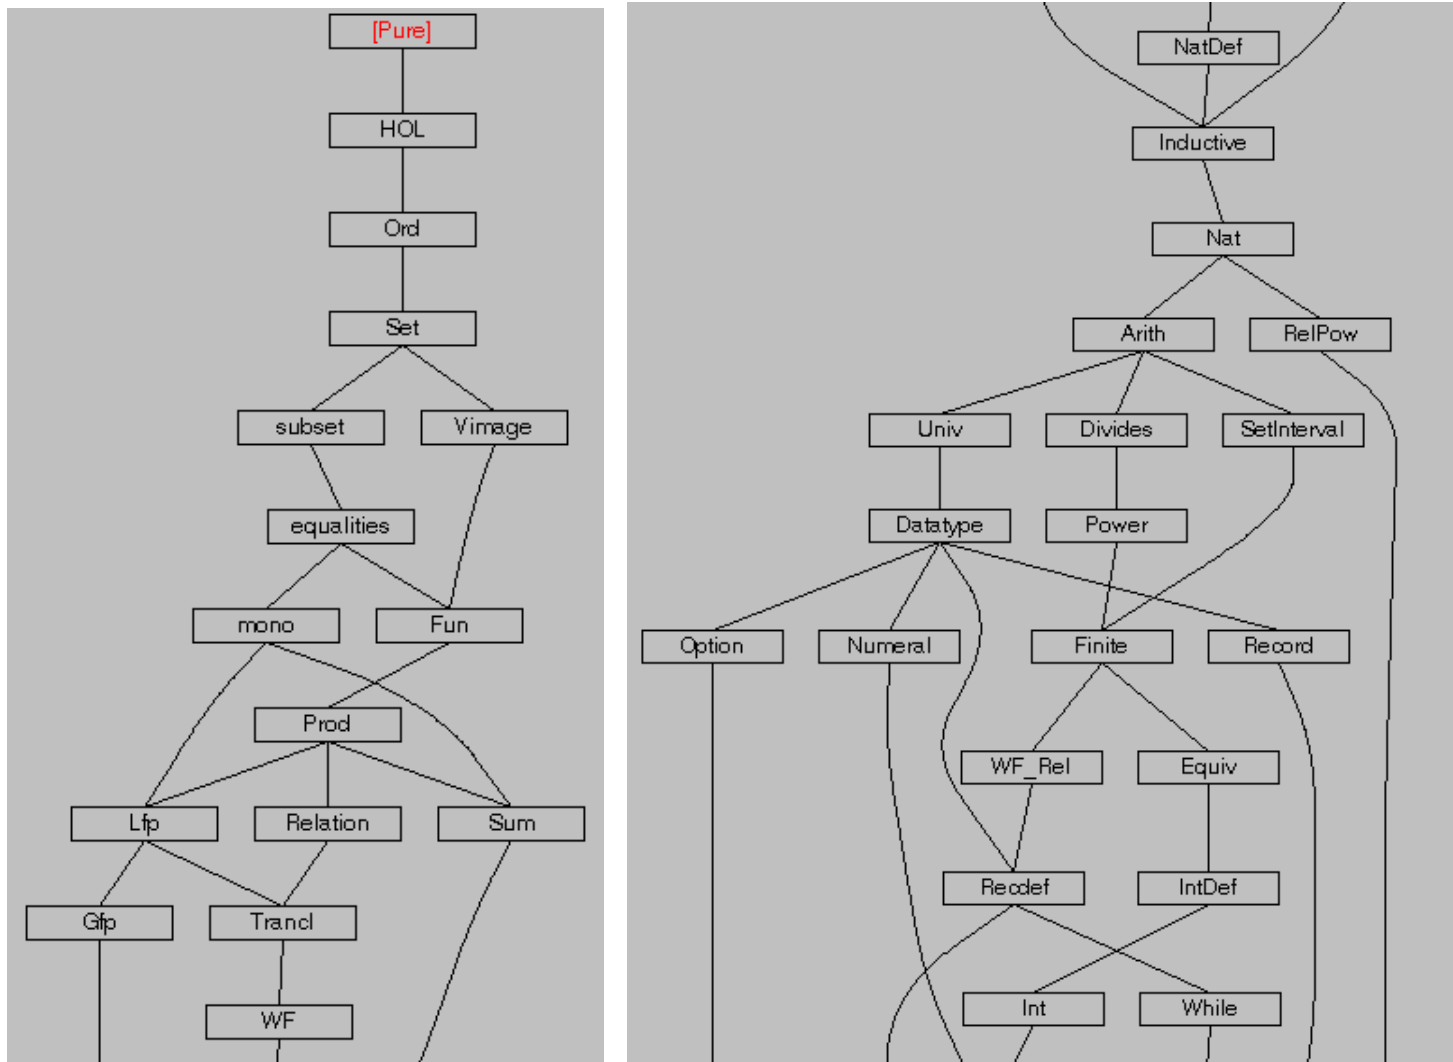 [Pure]
HOL
Ord
Set
subset
Vimage
equalities
mono
Fun
Prod
Lfp
Relation
Sum
Gfp
Trancl
WF
NatDef
Inductive
Nat
Arith
RelPow
Univ
Divides
SetInterval
Datatype
Power
Option
Numeral
Finite
Record
WF_Rel
Equiv
Recdef
IntDef
Int
While